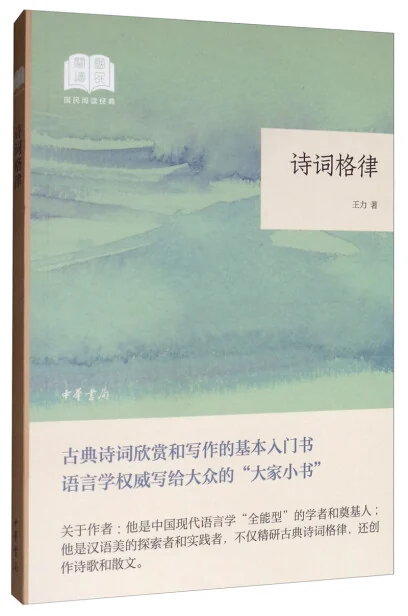 国民阅读经典
诗词格律
诗词格律
王力 著
中华书局
古典诗词欣赏和写作的基本入门书
语言学权威写给大众的“大家小书”
关于作者：他是中国现代语言学“全能型”的学者和奠基人；
他是汉语美的探索者和实践者，不仅精研古典诗词格律，还创
作诗歌和散文。